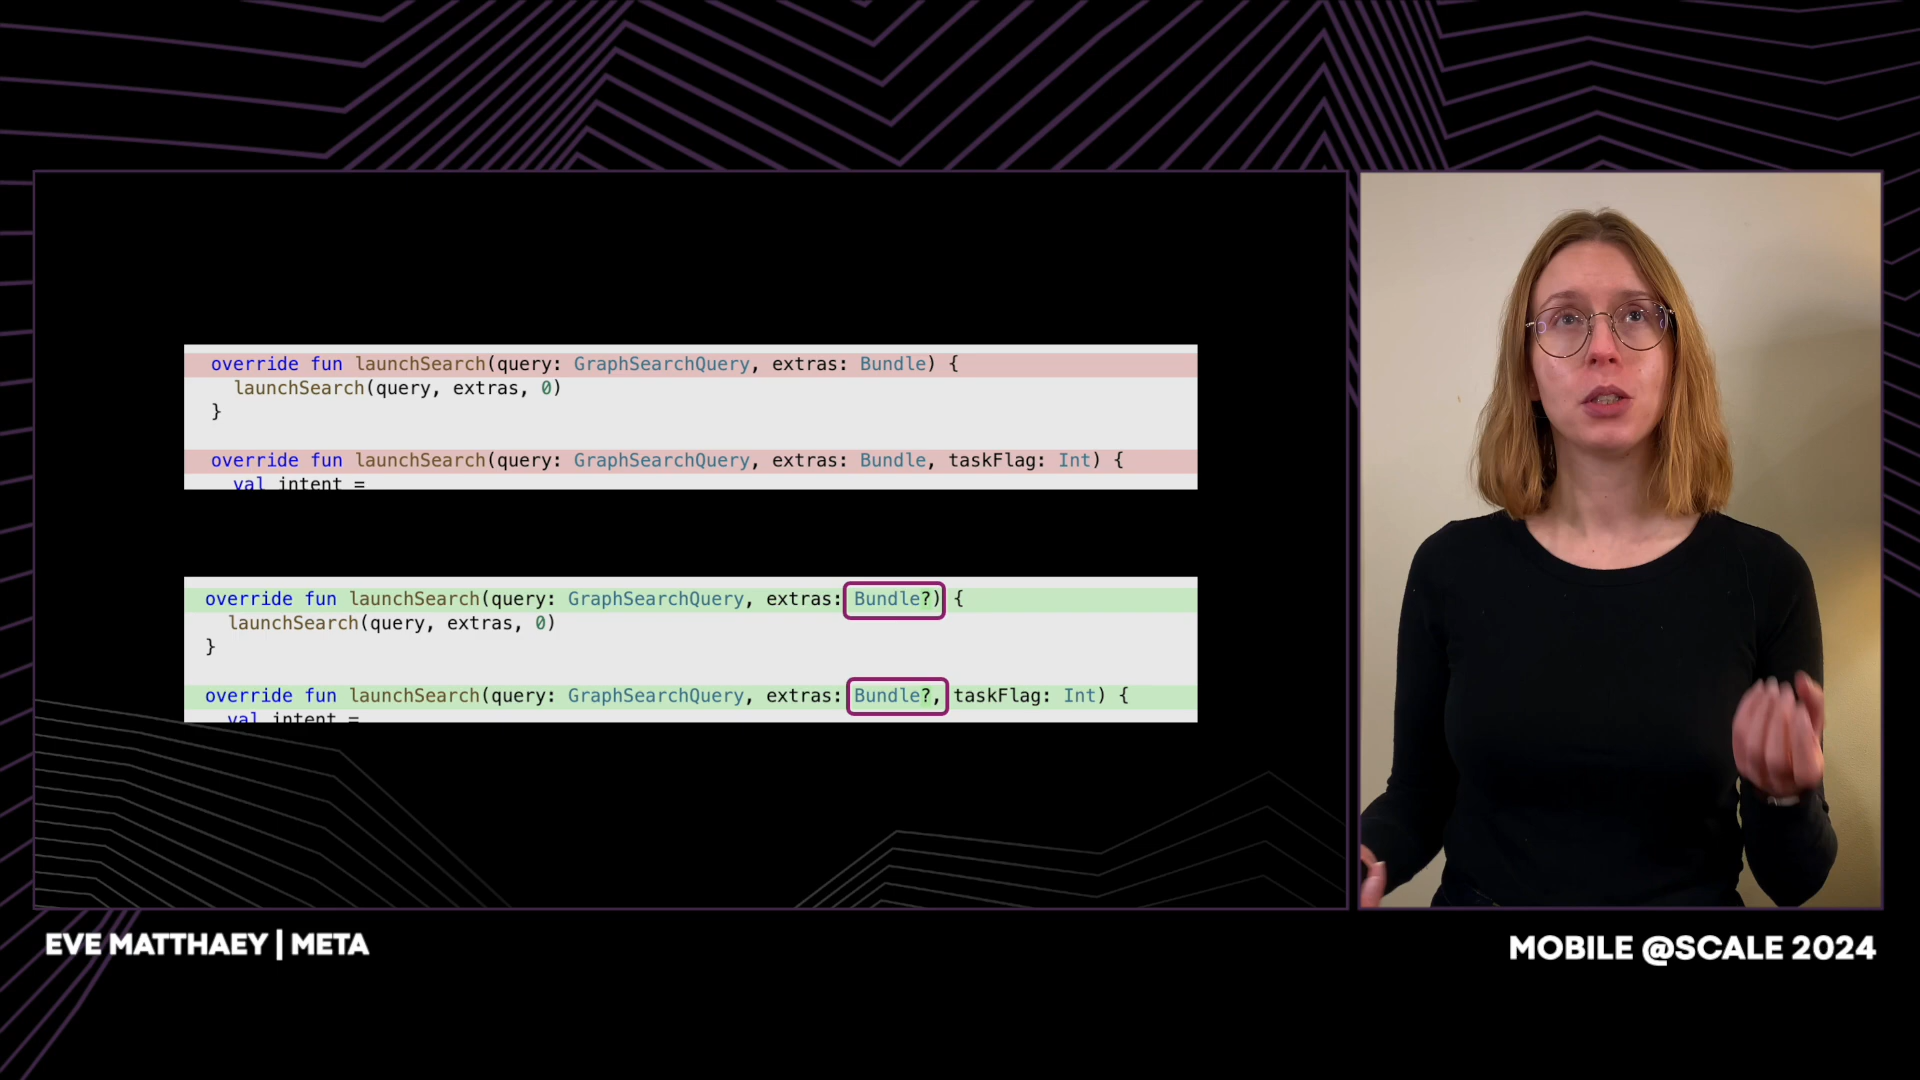 override fun launchSearch(query: GraphSearchQuery, extras: Bundle) {
launchSearch(query, extras, 0)
}
override fun launchSearch(query: GraphSearchQuery, extras: Bundle, taskFlag: Int) {
val intent =
override fun launchSearch(query: GraphSearchQuery, extras: Bundle?) {
launchSearch(query, extras, 0)
}
override fun launchSearch(query: GraphSearchQuery, extras: Bundle?, taskFlag: Int) {
val intent =
EVE MATTHAEY | META
MOBILE @SCALE 2024